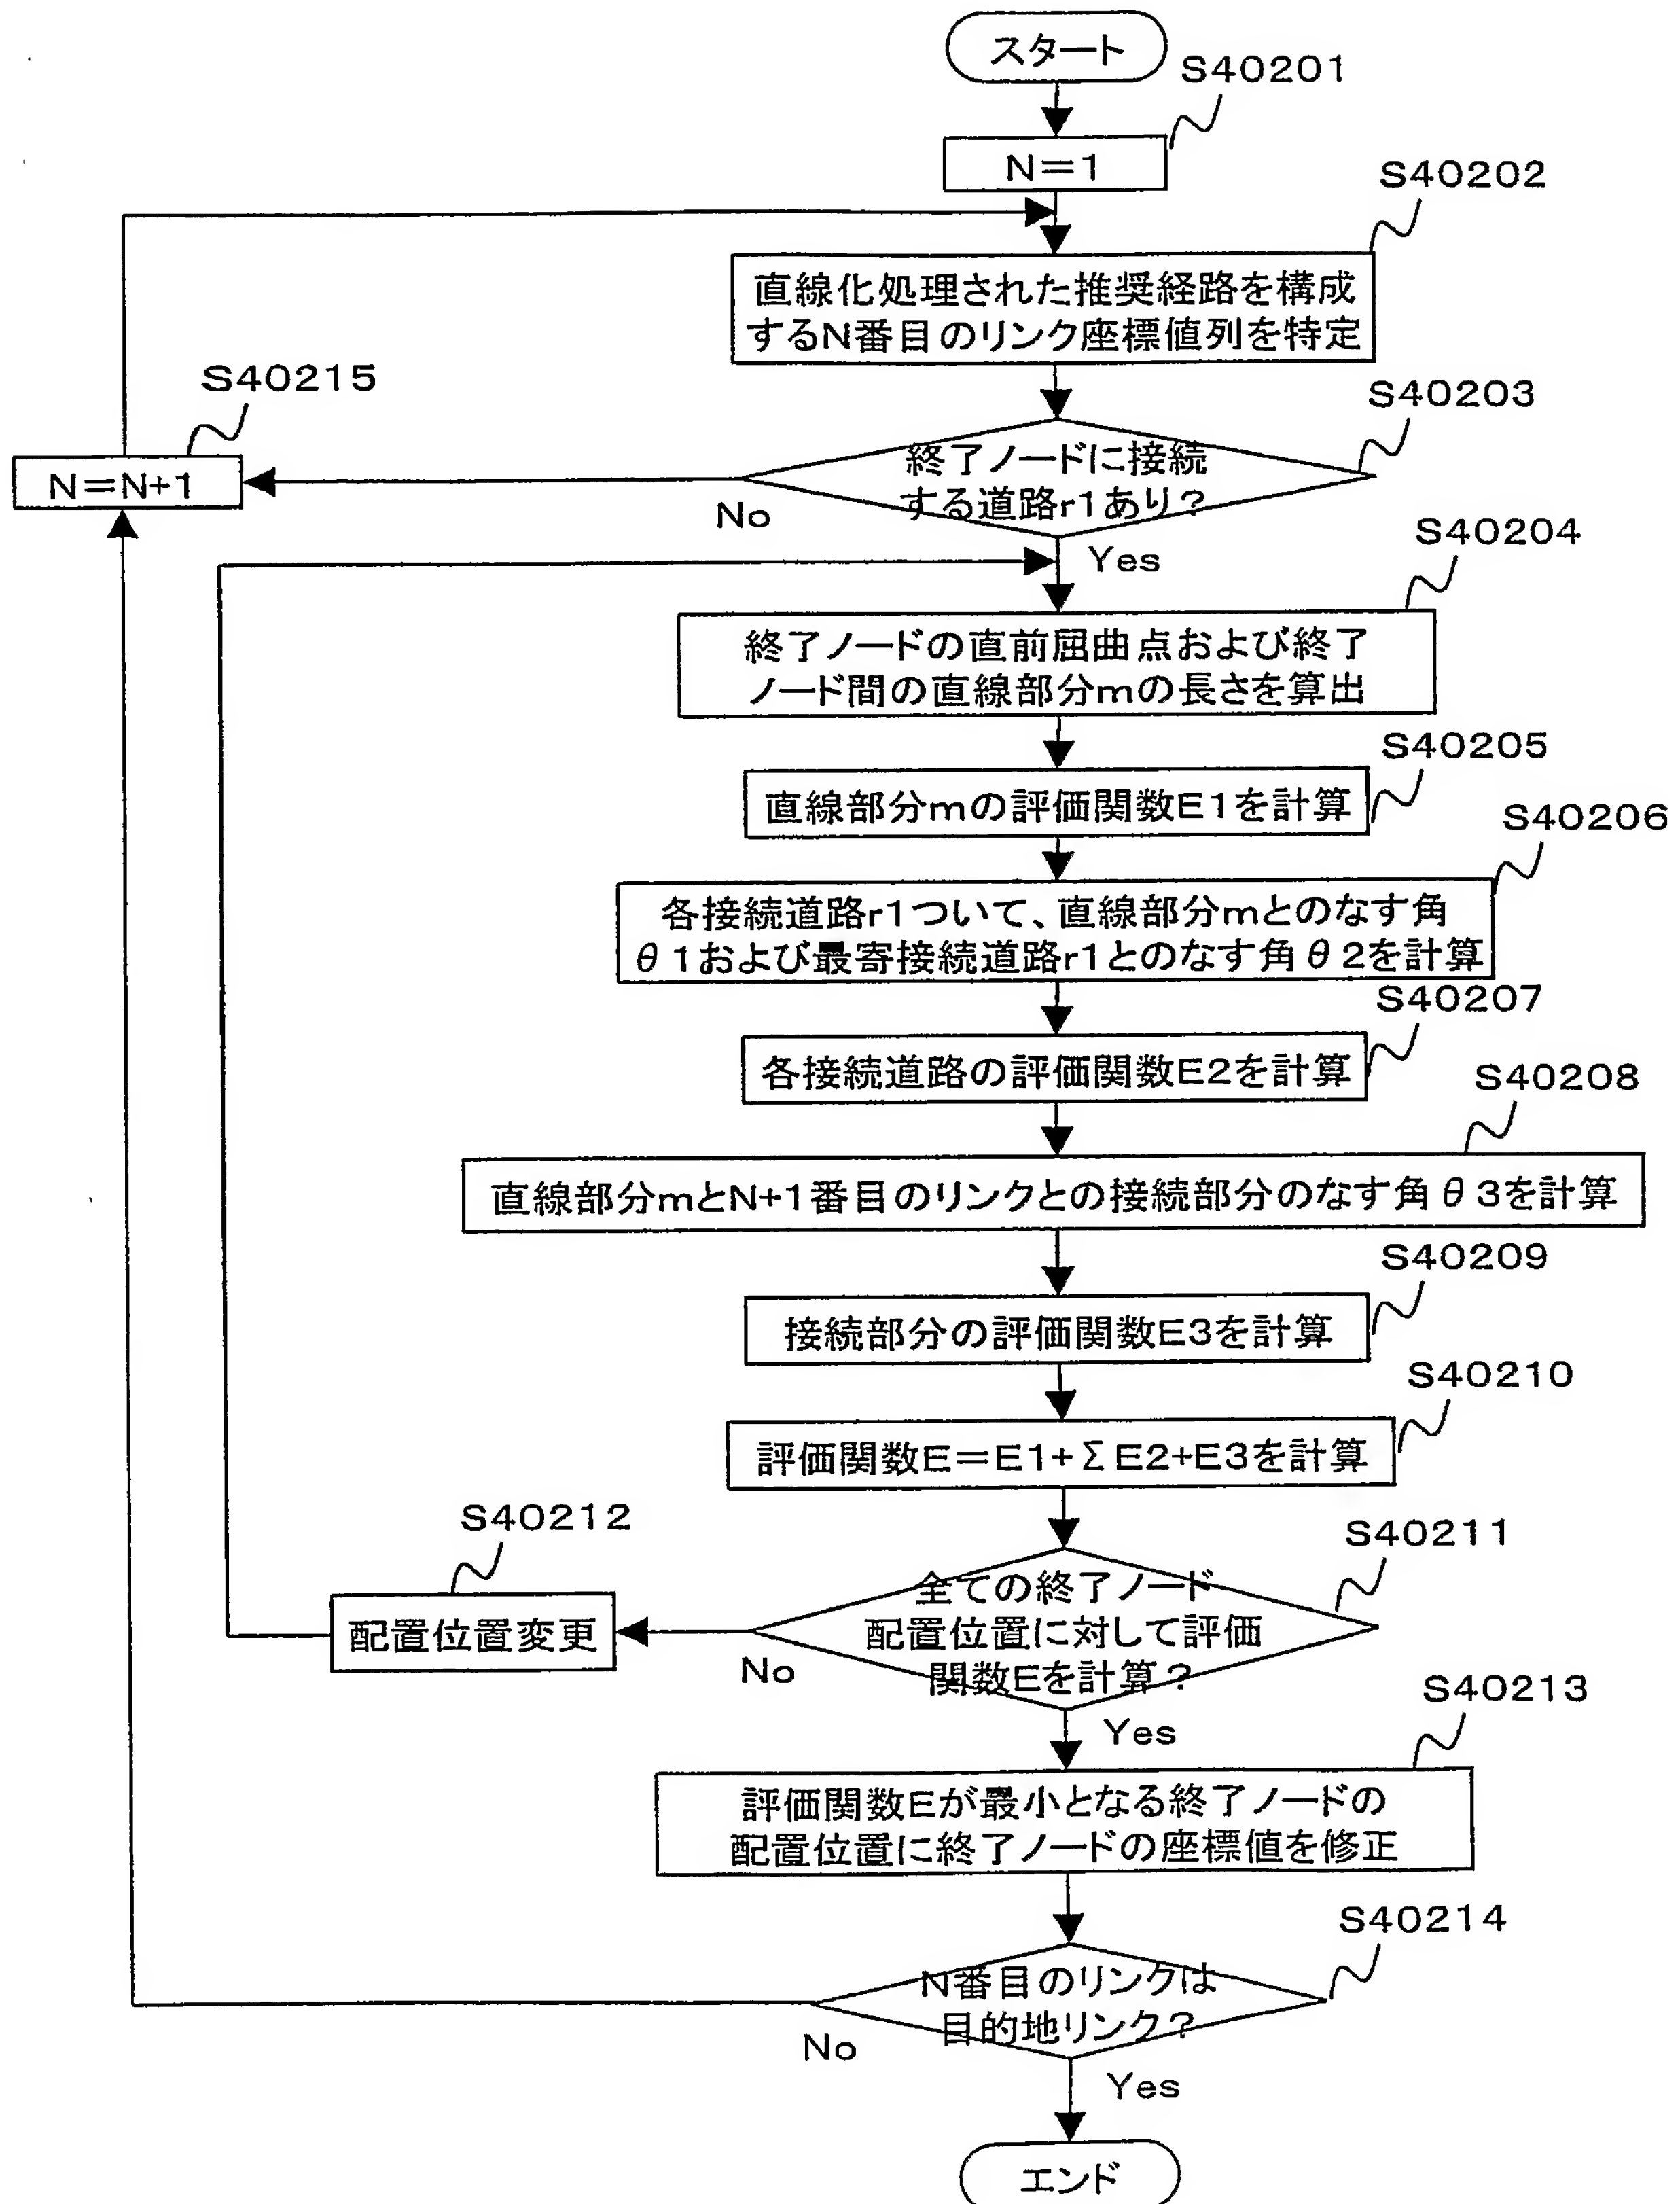 スタート
S40201
N=1
S40202
直線化処理された推奨経路を構成
するN番目のリンク座標値列を特定
S40215
N=N+1
S40203
終了ノードに接続
する道路r1あり?
No
Yes
S40204
終了ノードの直前屈曲点および終了
ノード間の直線部分mの長さを算出
S40205
直線部分mの評価関数E1を計算
S40206
各接続道路r1ついて、直線部分mとのなす角
θ1および最寄接続道路r1とのなす角θ2を計算
S40207
各接続道路の評価関数E2を計算
S40208
直線部分mとN+1番目のリンクとの接続部分のなす角θ3を計算
S40209
接続部分の評価関数E3を計算
S40210
評価関数E=E1+ΣE2+E3を計算
S40212
配置位置変更
S40211
全ての終了ノード
配置位置に対して評価
関数Eを計算?
No
Yes
S40213
評価関数Eが最小となる終了ノードの
配置位置に終了ノードの座標値を修正
S40214
N番目のリンクは
目的地リンク?
No
Yes
エンド